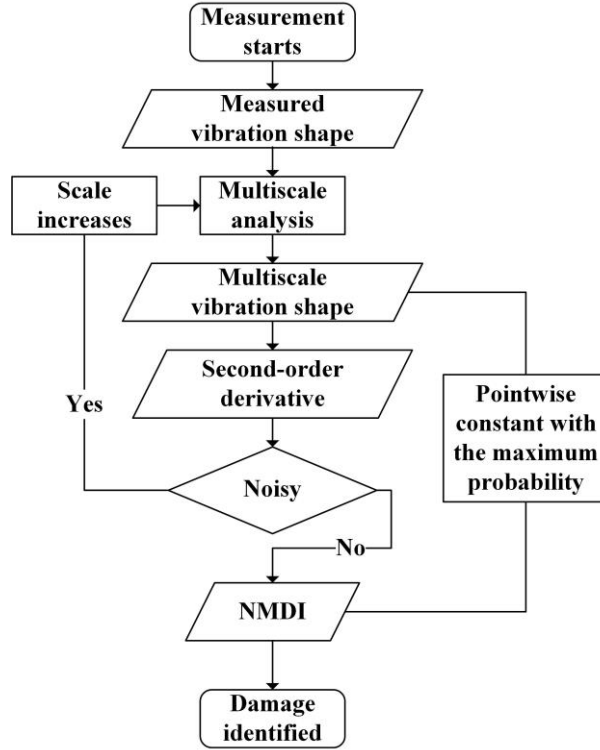 Measurement
starts
Measured
vibration shape
Scale
increases
Multiscale
analysis
Multiscale
vibration shape
Second-order
derivative
Yes
Pointwise
constant with
the maximum
probability
Noisy
No
NMDI
Damage
identified